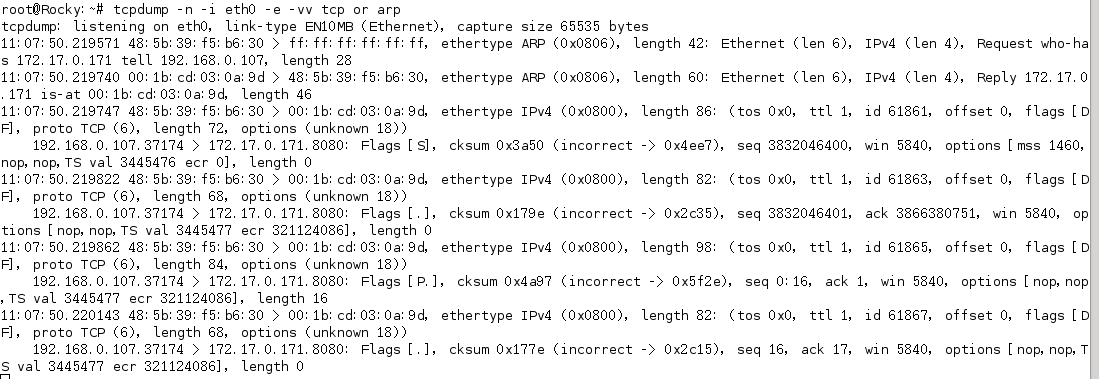 root@Rocky:~# tcpdump -n -i eth0 -e -vv tcp or arp
tcpdump: listening on eth0, link-type EN10MB (Ethernet), capture size 65535 bytes
11:07:50.219571 48:5b:39:f5:b6:30 > ff:ff:ff:ff:ff:ff, ethertype ARP (0x0806), length 42: Ethernet (len 6), IPv4 (len 4), Request who-ha
s 172.17.0.171 tell 192.168.0.107, length 28
11:07:50.219740 00:1b:cd:03:0a:9d > 48:5b:39:f5:b6:30, ethertype ARP (0x0806), length 60: Ethernet (len 6), IPv4 (len 4), Reply 172.17.0
.171 is-at 00:1b:cd:03:0a:9d, length 46
11:07:50.219747 48:5b:39:f5:b6:30 > 00:1b:cd:03:0a:9d, ethertype IPv4 (0x0800), length 86: (tos 0x0, ttl 1, id 61861, offset 0, flags [D
F], proto TCP (6), length 72, options (unknown 18))
192.168.0.107.37174 > 172.17.0.171.8080: Flags [S], cksum 0x3a50 (incorrect -> 0x4ee7), seq 3832046400, win 5840, options [mss 1460,
nop,nop,TS val 3445476 ecr 0], length 0
11:07:50.219822 48:5b:39:f5:b6:30 > 00:1b:cd:03:0a:9d, ethertype IPv4 (0x0800), length 82: (tos 0x0, ttl 1, id 61863, offset 0, flags [D
F], proto TCP (6), length 68, options (unknown 18))
192.168.0.107.37174 > 172.17.0.171.8080: Flags [.], cksum 0x179e (incorrect -> 0x2c35), seq 3832046401, ack 3866380751, win 5840, op
tions [nop,nop,TS val 3445477 ecr 321124086], length 0
11:07:50.219862 48:5b:39:f5:b6:30 > 00:1b:cd:03:0a:9d, ethertype IPv4 (0x0800), length 98: (tos 0x0, ttl 1, id 61865, offset 0, flags [D
F], proto TCP (6), length 84, options (unknown 18))
192.168.0.107.37174 > 172.17.0.171.8080: Flags [P.], cksum 0x4a97 (incorrect -> 0x5f2e), seq 0:16, ack 1, win 5840, options [nop,nop
,TS val 3445477 ecr 321124086], length 16
11:07:50.220143 48:5b:39:f5:b6:30 > 00:1b:cd:03:0a:9d, ethertype IPv4 (0x0800), length 82: (tos 0x0, ttl 1, id 61867, offset 0, flags [D
F], proto TCP (6), length 68, options (unknown 18))
192.168.0.107.37174 > 172.17.0.171.8080: Flags [.], cksum 0x177e (incorrect -> 0x2c15), seq 16, ack 17, win 5840, options [nop,nop,T
S val 3445477 ecr 321124086], length 0